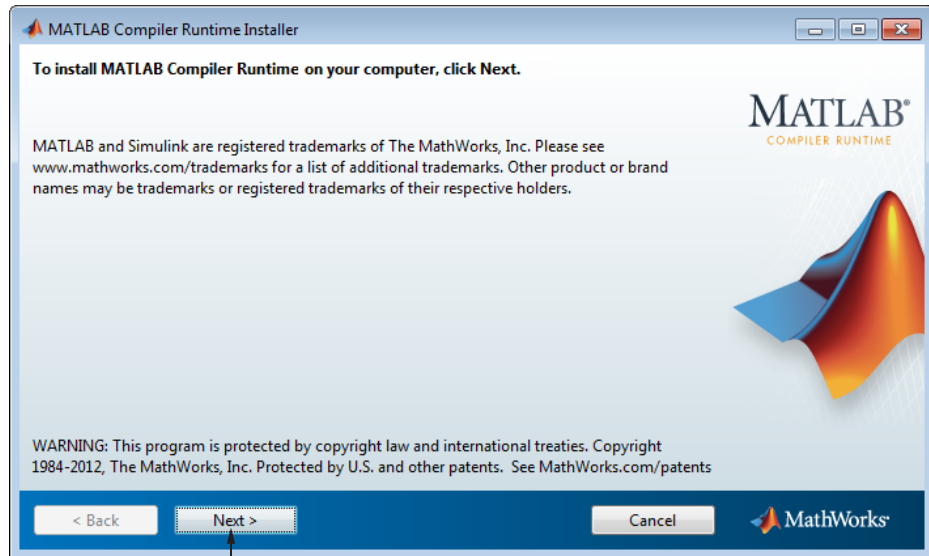 MATLAB Compiler Runtime Installer
To install MATLAB Compiler Runtime on your computer, click Next.
MATLAB®
COMPILER RUNTIME
MATLAB and Simulink are registered trademarks of The MathWorks, Inc. Please see
www.mathworks.com/trademarks for a list of additional trademarks. Other product or brand
names may be trademarks or registered trademarks of their respective holders.
WARNING: This program is protected by copyright law and international treaties. Copyright
1984-2012, The MathWorks, Inc. Protected by U.S. and other patents. See MathWorks.com/patents
< Back
Next >
Cancel
MathWorks®